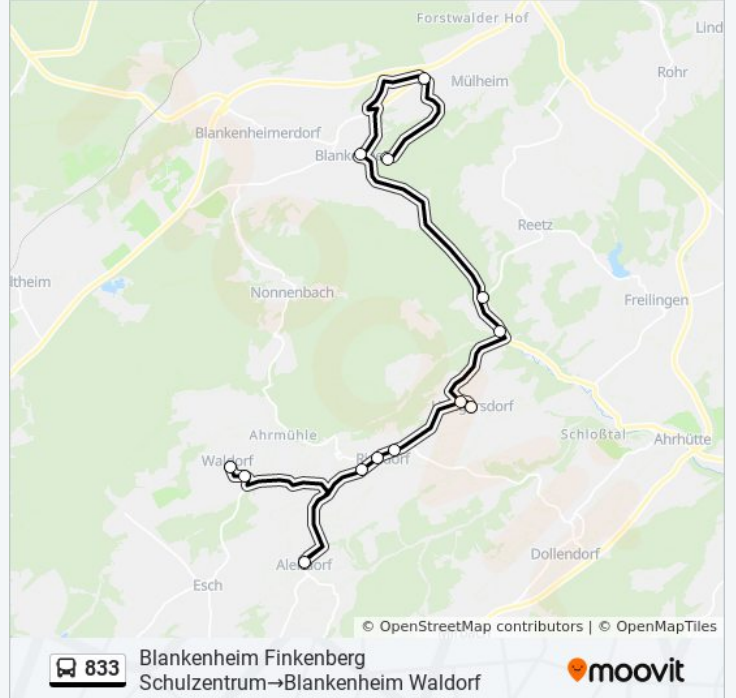 Forstwalder Hof
Lind
Mülheim
Rohr
Blankenheimerdorf
Reetz
ltheim
Nonnenbach
Freilingen
Ahrmühle
Schloßtal
Ahrhütte
Waldorf
Dollendorf
Esch
© OpenStreetMap contributors | © OpenMapTiles
833
Blankenheim Finkenberg
Schulzentrum→Blankenheim Waldorf
moovit